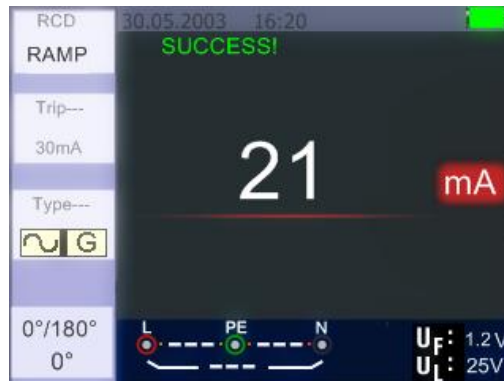 RCD 30.05.2003 16:20
RAMP SUCCESS!
Trip---
30mA
21 mA
Type---
G
0°/180°
0°
L PE N
UF: 1.2V
UL: 25V